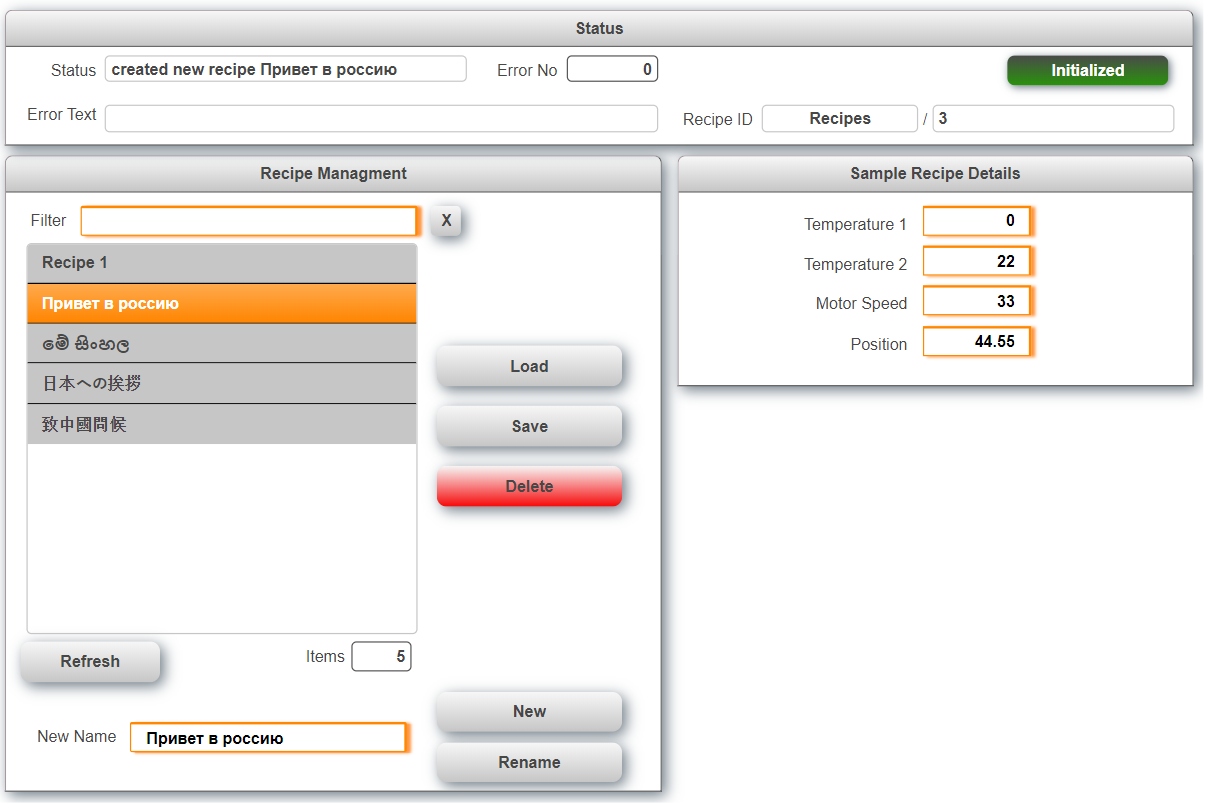 Status
Status created new recipe Привет в россию Error No 0 Initialized
Error Text Recipe ID Recipes / 3
Recipe Managment
Filter X
Recipe 1
Привет в россию
මේ සිංහල
日本への挨拶
致中國問候
Load
Save
Delete
Refresh Items 5
New
New Name Привет в россию
Rename
Sample Recipe Details
Temperature 1 0
Temperature 2 22
Motor Speed 33
Position 44.55